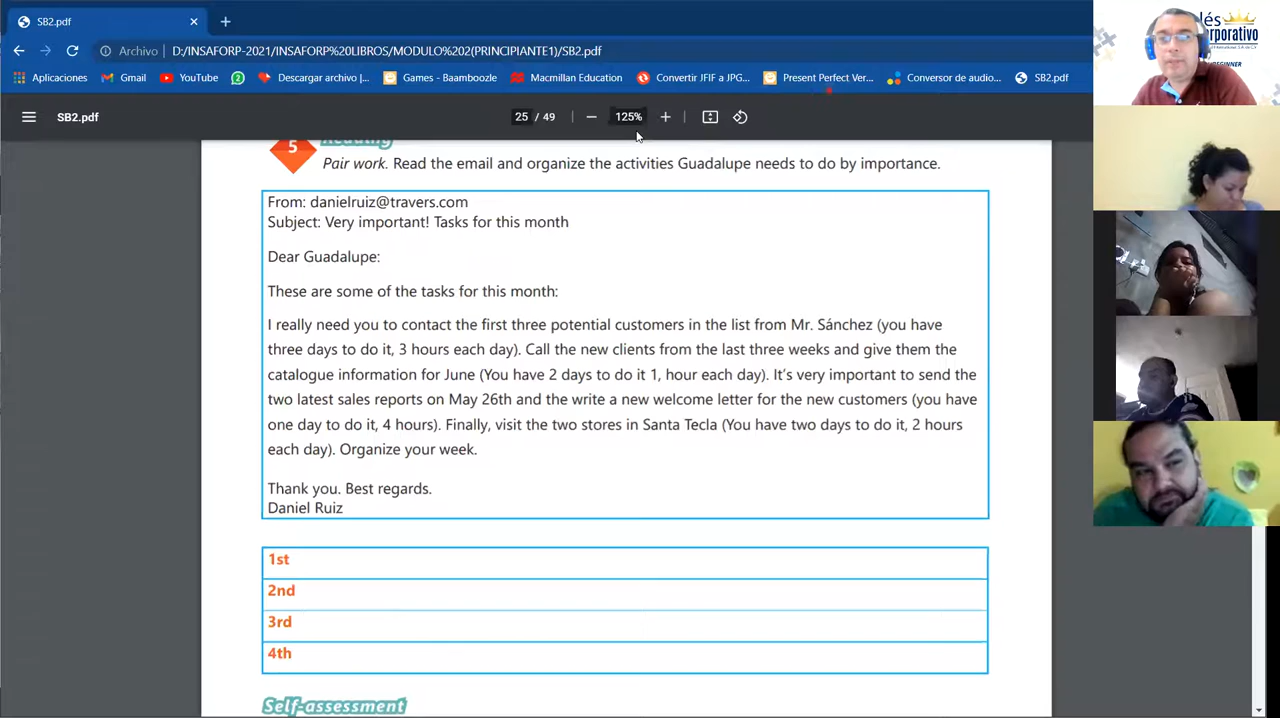 SB2.pdf
Archivo
D:/INSAFORP-2021/INSAFORP%20LIBROS/MODULO%202(PRINCIPIANTE1)/SB2.pdf
Aplicaciones
Gmail
YouTube
Descargar archivo |...
Games - Baamboozle
Macmillan Education
Convertir JFIF a JPG...
Present Perfect Ver...
Conversor de audio...
SB2.pdf
SB2.pdf
25 / 49
125%
5
Reading
Pair work. Read the email and organize the activities Guadalupe needs to do by importance.
From: danielruiz@travers.com
Subject: Very important! Tasks for this month
Dear Guadalupe:
These are some of the tasks for this month:
I really need you to contact the first three potential customers in the list from Mr. Sánchez (you have
three days to do it, 3 hours each day). Call the new clients from the last three weeks and give them the
catalogue information for June (You have 2 days to do it 1, hour each day). It's very important to send the
two latest sales reports on May 26th and the write a new welcome letter for the new customers (you have
one day to do it, 4 hours). Finally, visit the two stores in Santa Tecla (You have two days to do it, 2 hours
each day). Organize your week.
Thank you. Best regards.
Daniel Ruiz
1st
2nd
3rd
4th
Self-assessment